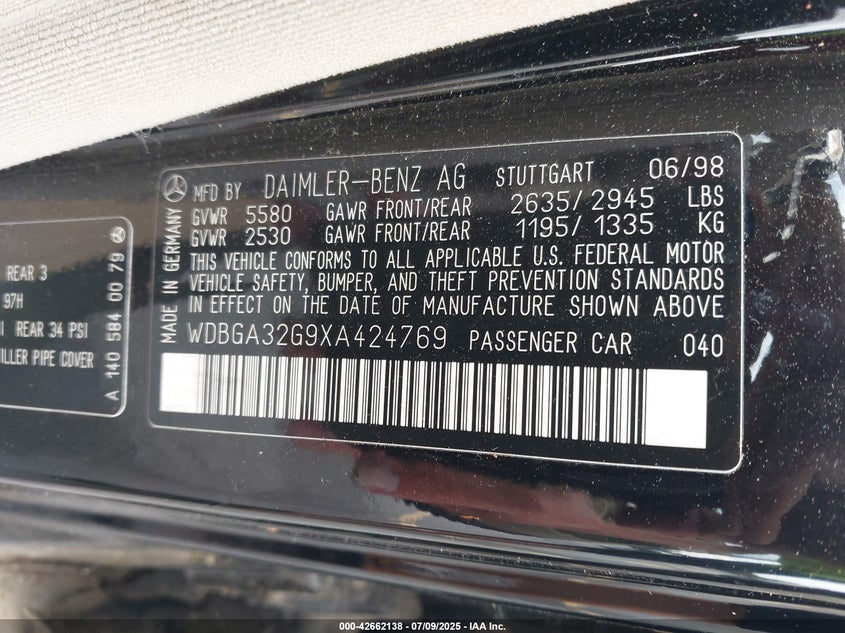 MFD BY DAIMLER-BENZ AG STUTTGART 06/98
GVWR 5580 GAWR FRONT/REAR 2635/2945 LBS
GVWR 2530 GAWR FRONT/REAR 1195/1335 KG
THIS VEHICLE CONFORMS TO ALL APPLICABLE U.S. FEDERAL MOTOR
VEHICLE SAFETY, BUMPER, AND THEFT PREVENTION STANDARDS
IN EFFECT ON THE DATE OF MANUFACTURE SHOWN ABOVE
WDBGA32G9XA424769 PASSENGER CAR 040
MADE IN GERMANY
REAR 3
97H
REAR 34 PSI
ILLER PIPE COVER
A 140 584 00 79
000-42662138 - 07/09/2025 - IAA Inc.